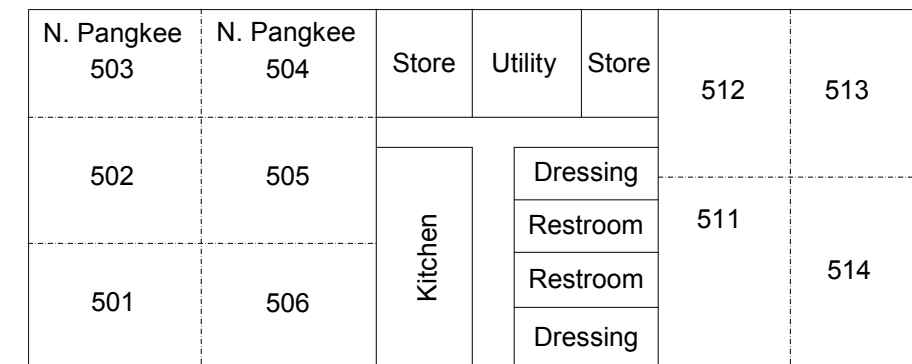 N. Pangkee
503
N. Pangkee
504
Store
Utility
Store
512
513
502
505
Kitchen
Dressing
Restroom
Restroom
Dressing
511
514
501
506